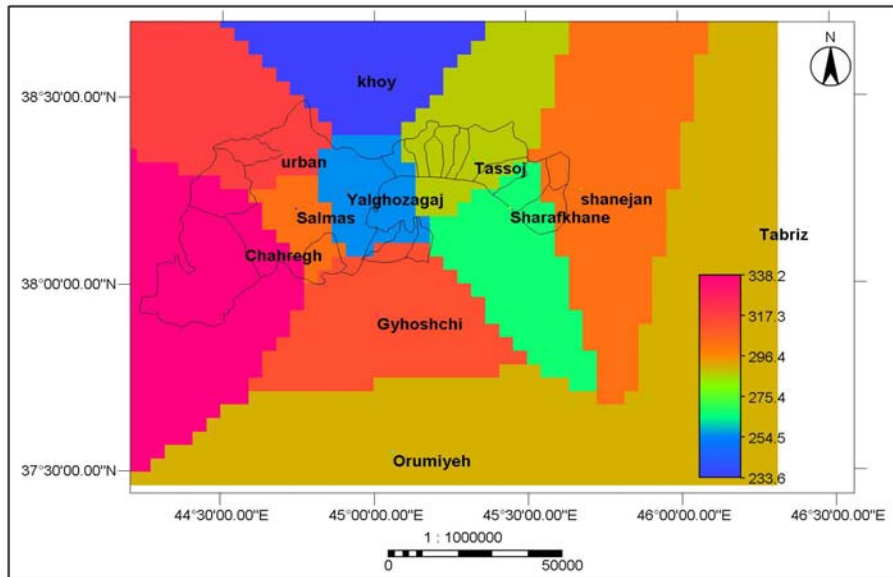 N
38°30'00.00"N
38°00'00.00"N
37°30'00.00"N
khoy
urban
Tassoj
Yalghozagaj
shanejan
Salmas
Sharafkhane
Tabriz
Chahregh
Gyhoshchi
Orumiyeh
338.2
317.3
296.4
275.4
254.5
233.6
44°30'00.00"E
45°00'00.00"E
45°30'00.00"E
46°00'00.00"E
46°30'00.00"E
1 : 1000000
0
50000